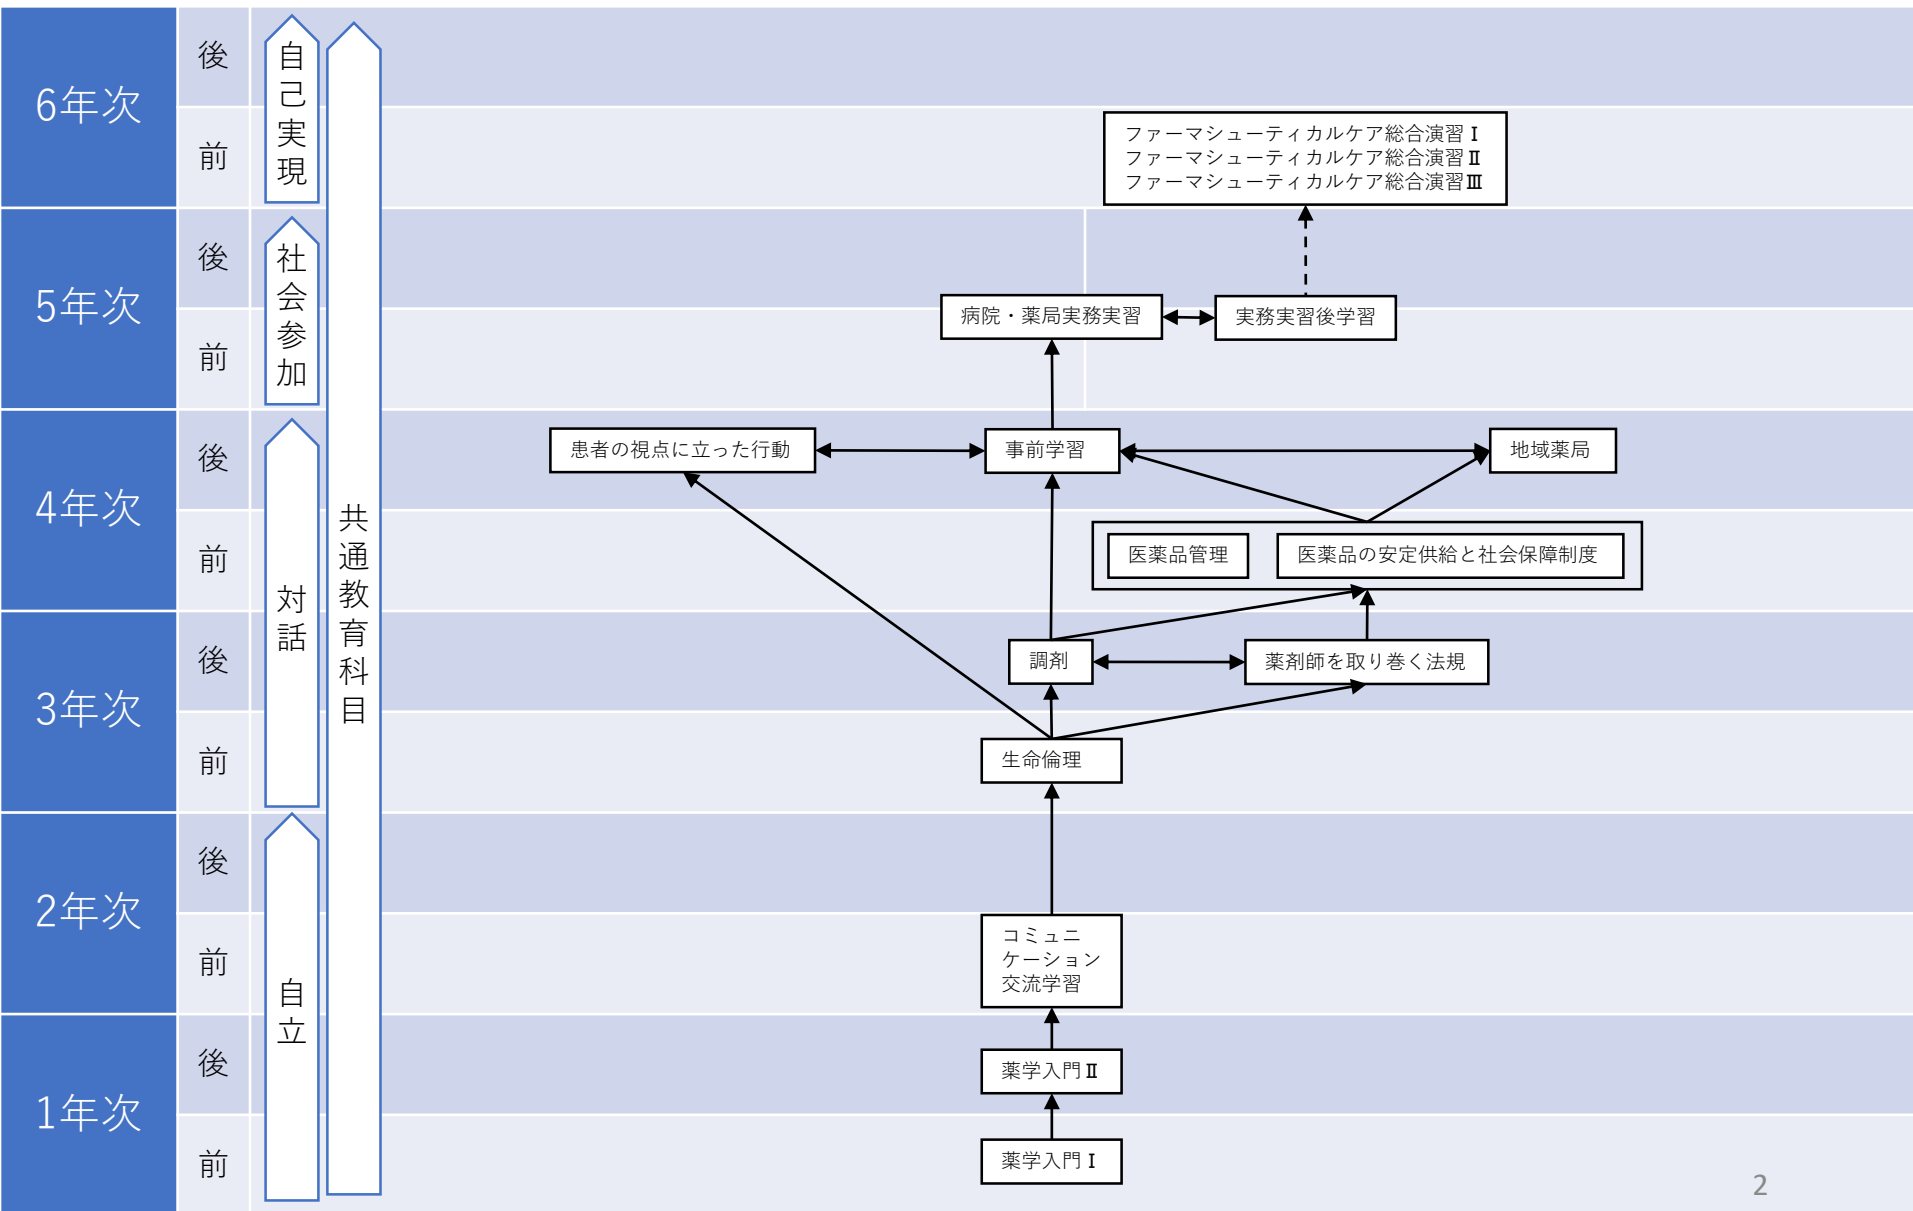 6年次
後
前
自己実現
共通教育科目
ファーマシューティカルケア総合演習Ⅰ
ファーマシューティカルケア総合演習Ⅱ
ファーマシューティカルケア総合演習Ⅲ
5年次
後
前
社会参加
病院・薬局実務実習
実務実習後学習
4年次
後
前
対話
患者の視点に立った行動
事前学習
地域薬局
医薬品管理
医薬品の安定供給と社会保障制度
3年次
後
前
調剤
薬剤師を取り巻く法規
生命倫理
2年次
後
前
自立
コミュニ
ケーション
交流学習
1年次
後
前
薬学入門Ⅱ
薬学入門Ⅰ
2